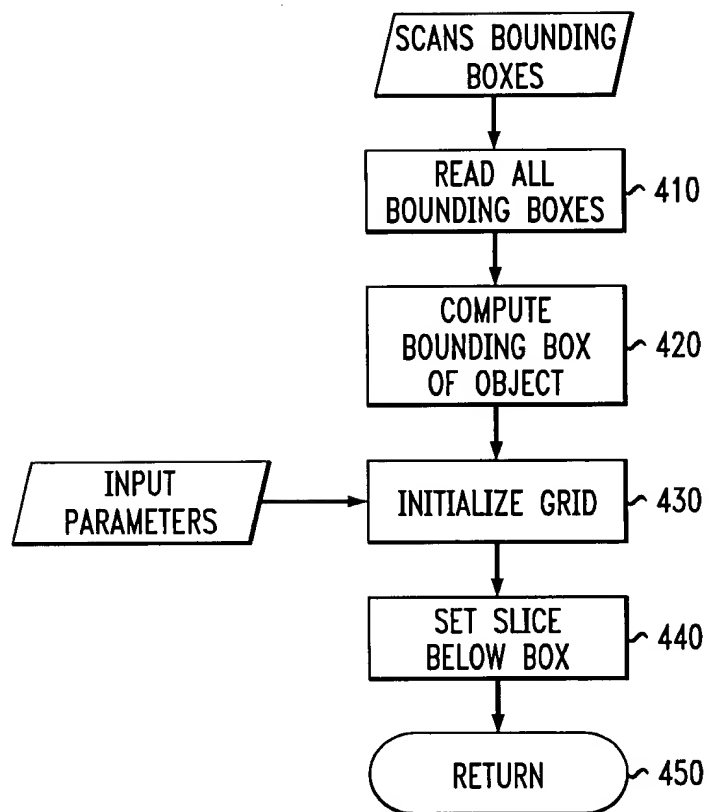 SCANS BOUNDING
BOXES
READ ALL
BOUNDING BOXES
410
COMPUTE
BOUNDING BOX
OF OBJECT
420
INPUT
PARAMETERS
INITIALIZE GRID
430
SET SLICE
BELOW BOX
440
RETURN
450